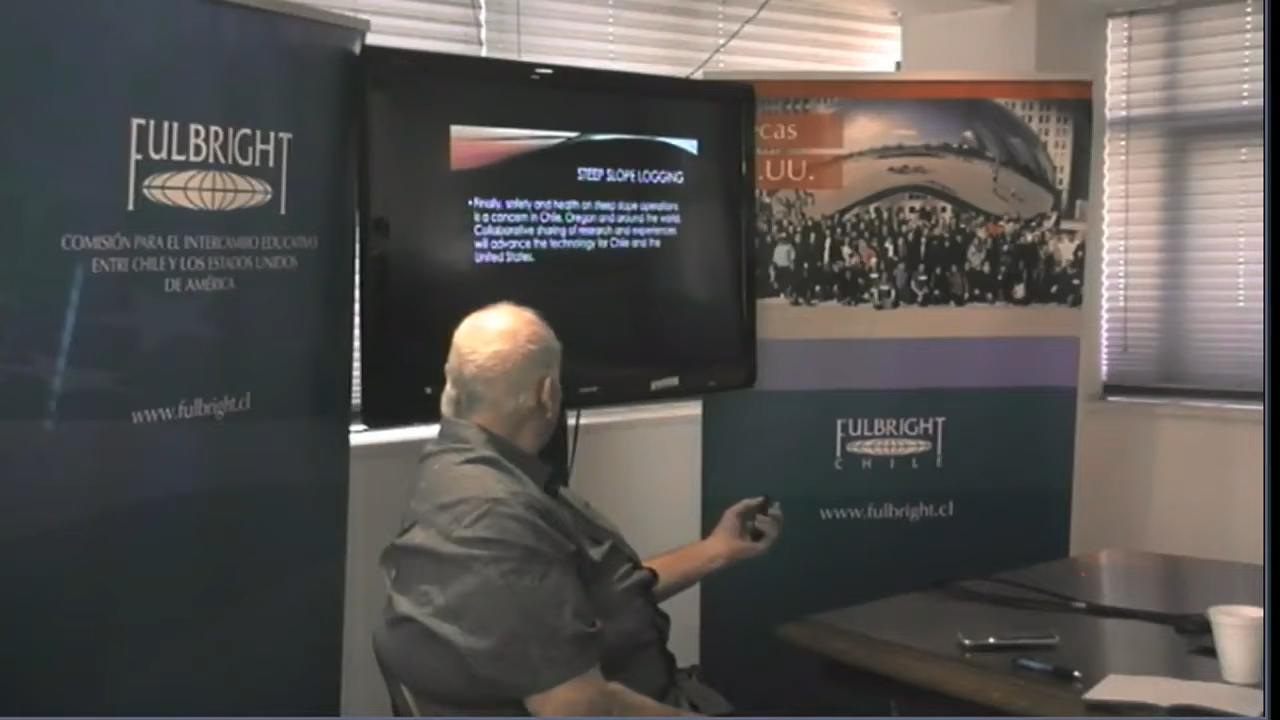 FULBRIGHT
COMISIÓN PARA EL INTERCAMBIO EDUCATIVO
ENTRE CHILE Y LOS ESTADOS UNIDOS
DE AMÉRICA
www.fulbright.cl
STEEP SLOPE LOGGING
• Finally, safety and health on steep slope operations
is a concern in Chile, Oregon and around the world.
Collaborative sharing of research and experiences
will advance the technology for Chile and the
United States.
ecas
.UU.
FULBRIGHT
CHILE
www.fulbright.cl